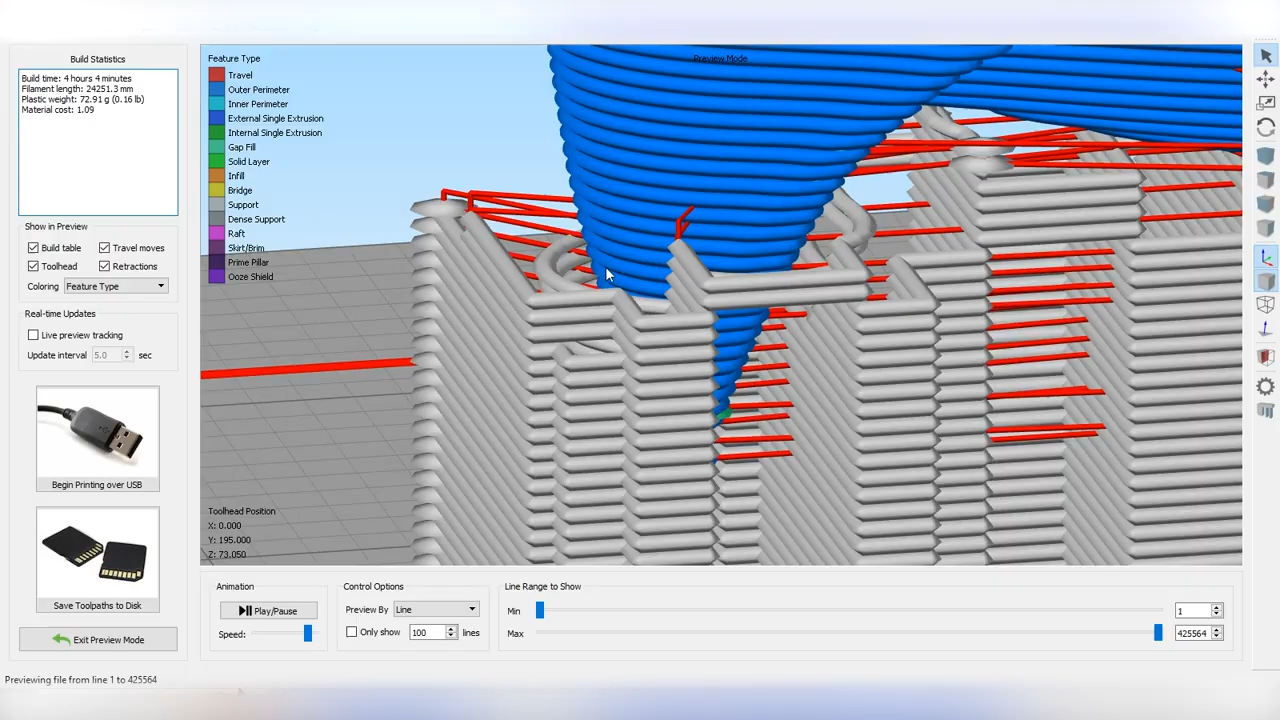 Build Statistics
Build time: 4 hours 4 minutes
Filament length: 24251.3 mm
Plastic weight: 72.91 g (0.16 lb)
Material cost: 1.09
Show in Preview
Build table
Travel moves
Toolhead
Retractions
Coloring
Feature Type
Real-time Updates
Live preview tracking
Update interval
5.0
sec
Begin Printing over USB
Save Toolpaths to Disk
Exit Preview Mode
Previewing file from line 1 to 425564
Feature Type
Travel
Outer Perimeter
Inner Perimeter
External Single Extrusion
Internal Single Extrusion
Gap Fill
Solid Layer
Infill
Bridge
Support
Dense Support
Raft
Skirt/Brim
Prime Pillar
Ooze Shield
Preview Mode
Toolhead Position
X: 0.000
Y: 195.000
Z: 73.050
Animation
Play/Pause
Speed:
Control Options
Preview By
Line
Only show
100
lines
Line Range to Show
Min
1
Max
425564